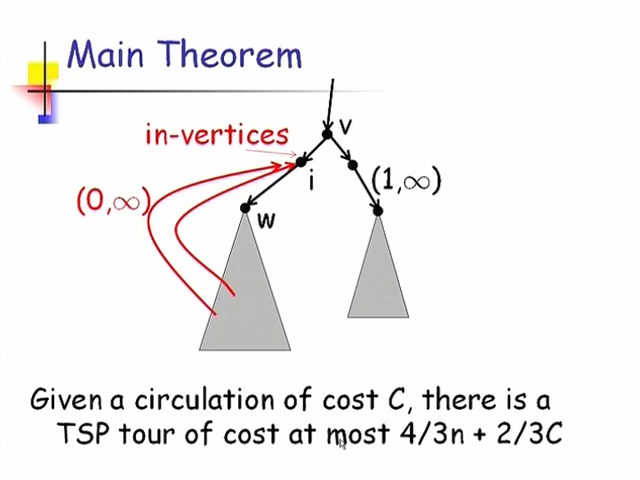 Main Theorem
v
in-vertices
i
(1,∞)
(0,∞)
w
Given a circulation of cost C, there is a
TSP tour of cost at most 4/3n + 2/3C